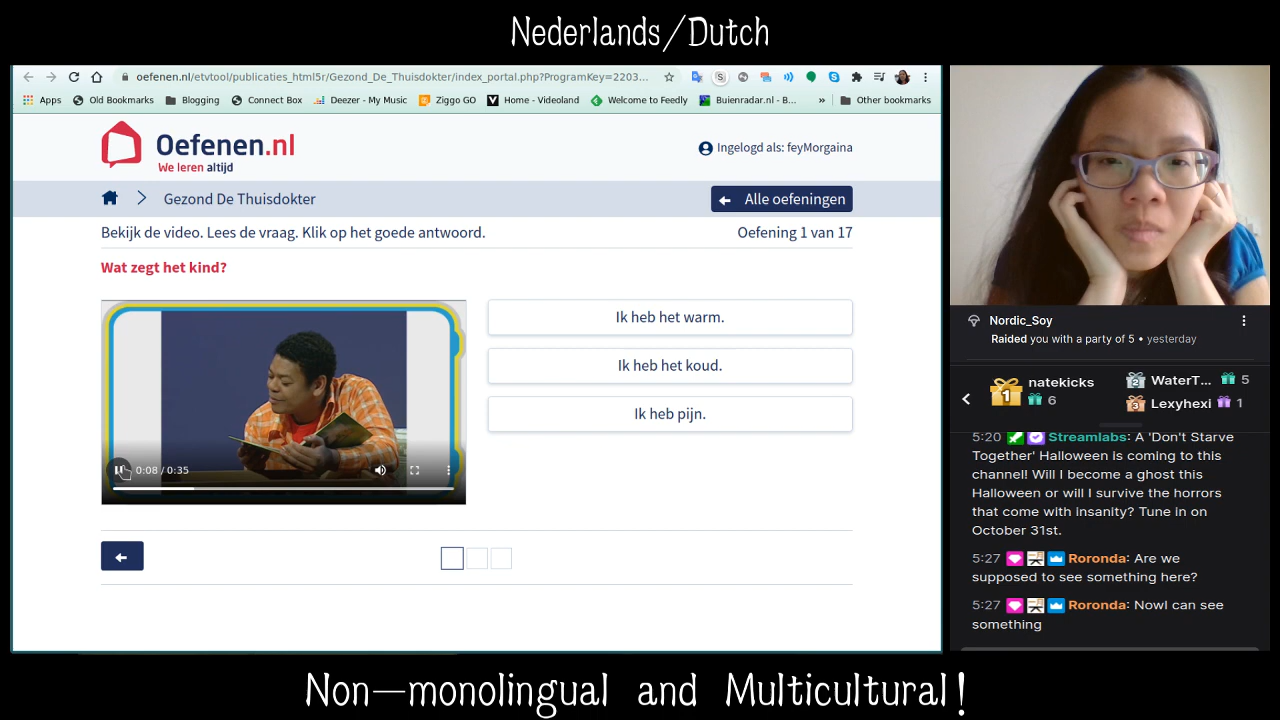 Nederlands/Dutch
oefenen.nl/etvtool/publicaties_html5r/Gezond_De_Thuisdokter/index_portal.php?ProgramKey=2203...
Apps Old Bookmarks Blogging Connect Box Deezer - My Music Ziggo GO Home - Videoland Welcome to Feedly Buienradar.nl - B... » Other bookmarks
Oefenen.nl
We leren altijd
Ingelogd als: feyMorgaina
Gezond De Thuisdokter
Alle oefeningen
Bekijk de video. Lees de vraag. Klik op het goede antwoord.
Oefening 1 van 17
Wat zegt het kind?
Ik heb het warm.
Ik heb het koud.
Ik heb pijn.
0:08 / 0:35
Nordic_Soy
Raided you with a party of 5 • yesterday
1 natekicks
6
2 WaterT... 5
3 Lexyhexi 1
5:20 Streamlabs: A 'Don't Starve
Together' Halloween is coming to this
channel! Will I become a ghost this
Halloween or will I survive the horrors
that come with insanity? Tune in on
October 31st.
5:27 Roronda: Are we
supposed to see something here?
5:27 Roronda: NowI can see
something
Non-monolingual and Multicultural!